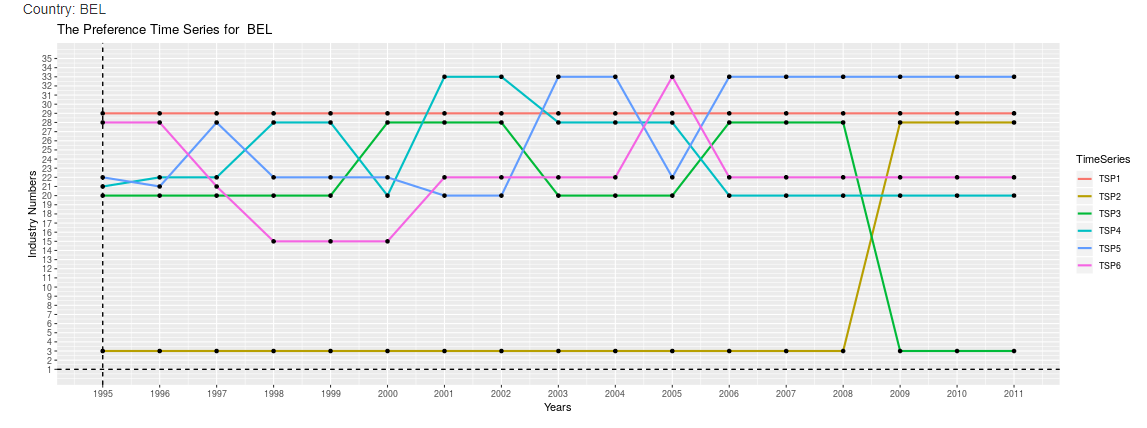 Country: BEL
The Preference Time Series for BEL
35
34
33
32
31
30
29
28
27
26
25
24
23
22
21
20
19
18
17
16
15
14
13
12
11
10
9
8
7
6
5
4
3
2
1
Industry Numbers
1995 1996 1997 1998 1999 2000 2001 2002 2003 2004 2005 2006 2007 2008 2009 2010 2011
Years
TimeSeries
TSP1
TSP2
TSP3
TSP4
TSP5
TSP6